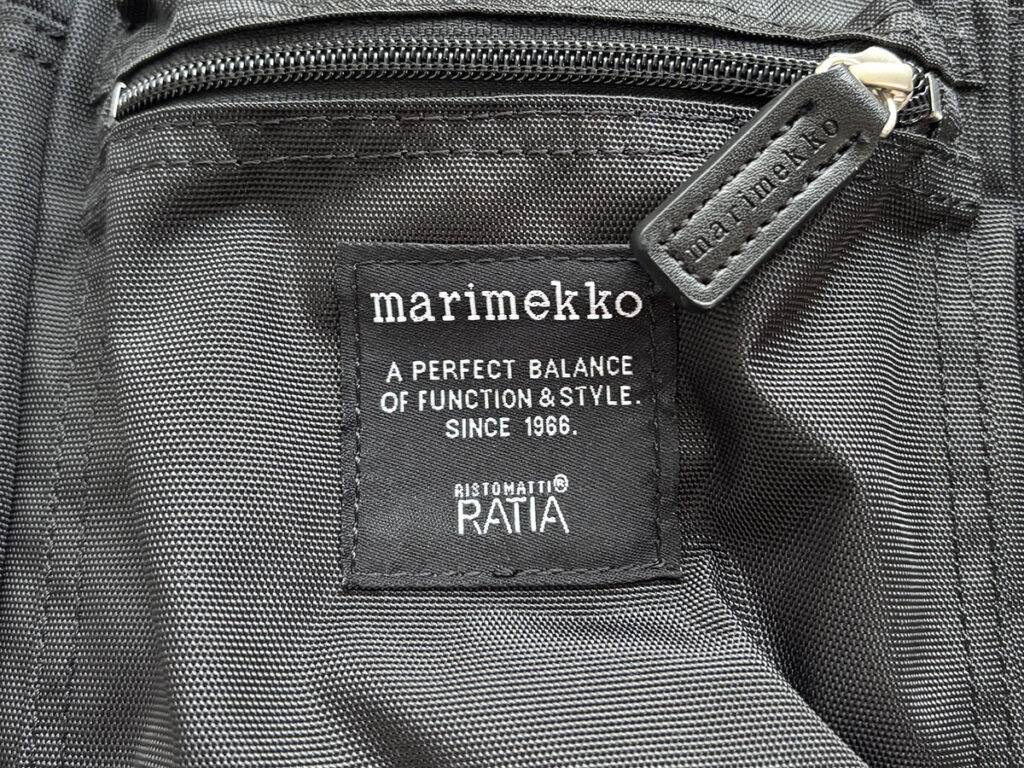 marimekko
marimekko
A PERFECT BALANCE
OF FUNCTION & STYLE.
SINCE 1966.
RISTOMATTI®
RATIA